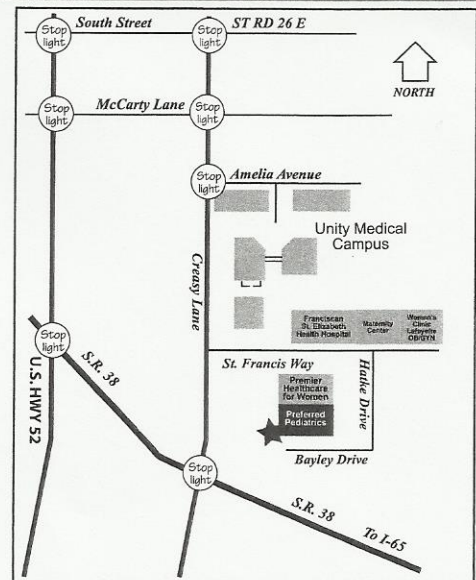 South Street
ST RD 26 E
Stop
light
Stop
light
NORTH
McCarty Lane
Stop
light
Stop
light
Amelia Avenue
Stop
light
Unity Medical
Campus
Creasy Lane
Franciscan
St. Elizabeth
Health Hospital
Maternity
Center
Women's
Clinic
Lafayette
OB/GYN
Stop
light
S.R. 38
U.S. HWY 52
St. Francis Way
Hatke Drive
Premier
Healthcare
for Women
Preferred
Pediatrics
Bayley Drive
Stop
light
S.R. 38
To I-65